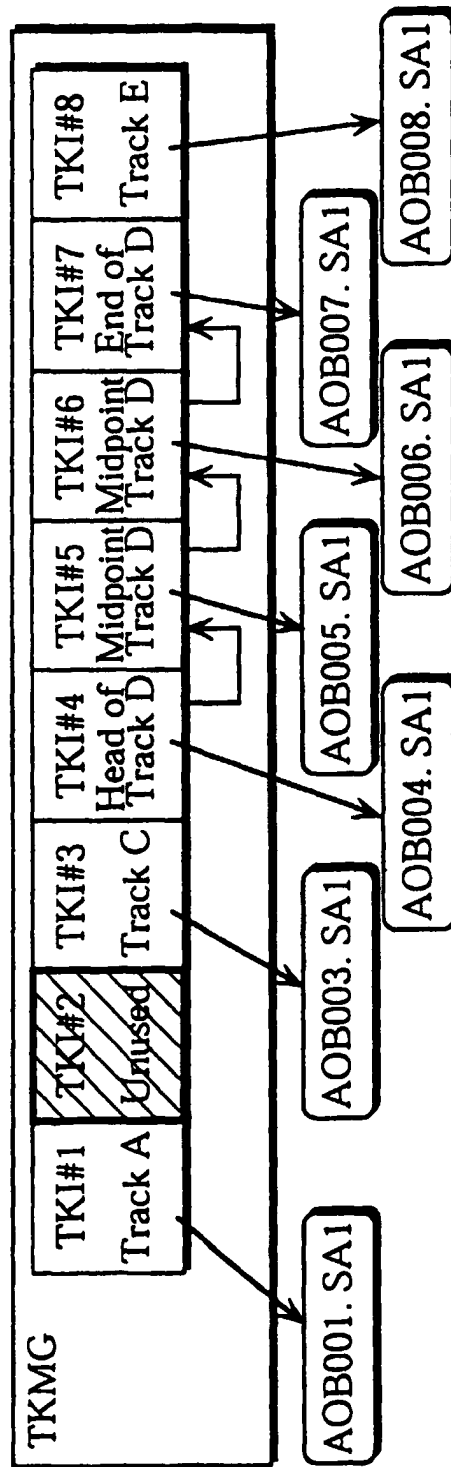 TKMG
TKI#1
Track A
TKI#2
Unused
TKI#3
Track C
TKI#4
Head of
Track D
TKI#5
Midpoint
Track D
TKI#6
Midpoint
Track D
TKI#7
End of
Track D
TKI#8
Track E
AOB001. SA1
AOB003. SA1
AOB004. SA1
AOB005. SA1
AOB006. SA1
AOB007. SA1
AOB008. SA1